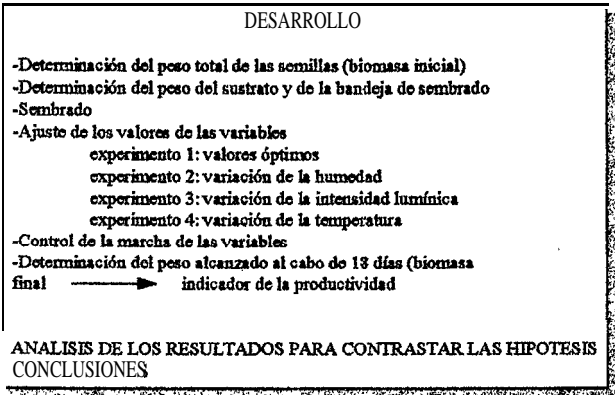 DESARROLLO
-Determinación del peso total de las semillas (biomasa inicial)
-Determinación del peso del sustrato y de la bandeja de sembrado
-Sembrado
-Ajuste de los valores de las variables
experimento 1: valores óptimos
experimento 2: variación de la humedad
experimento 3: variación de la intensidad lumínica
experimento 4: variación de la temperatura
-Control de la marcha de las variables
-Determinación del peso alcanzado al cabo de 18 días (biomasa
final indicador de la productividad
ANALISIS DE LOS RESULTADOS PARA CONTRASTAR LAS HIPOTESIS
CONCLUSIONES